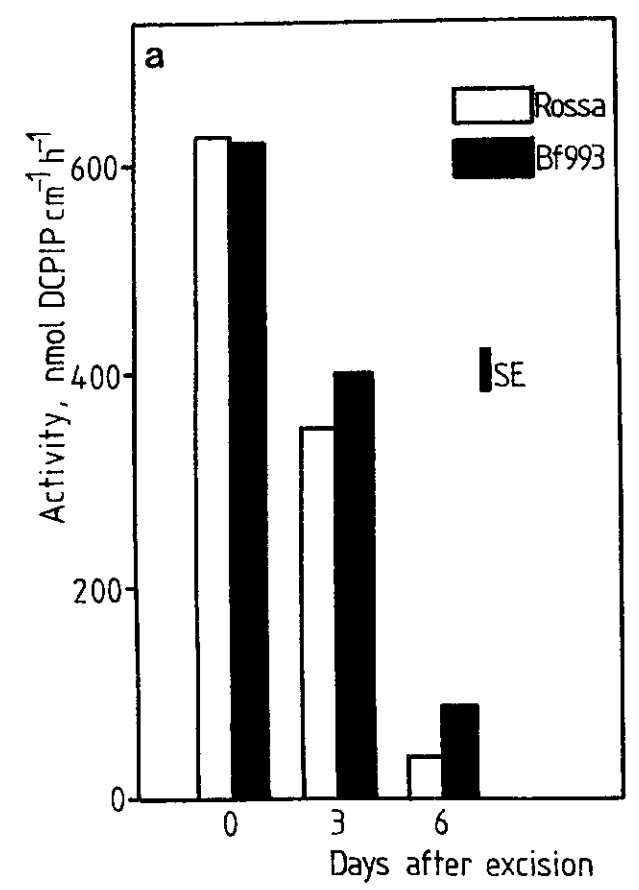 a
Rossa
Bf993
Activity, nmol DCPIP cm⁻¹ h⁻¹
600
400
SE
200
0
0 3 6
Days after excision